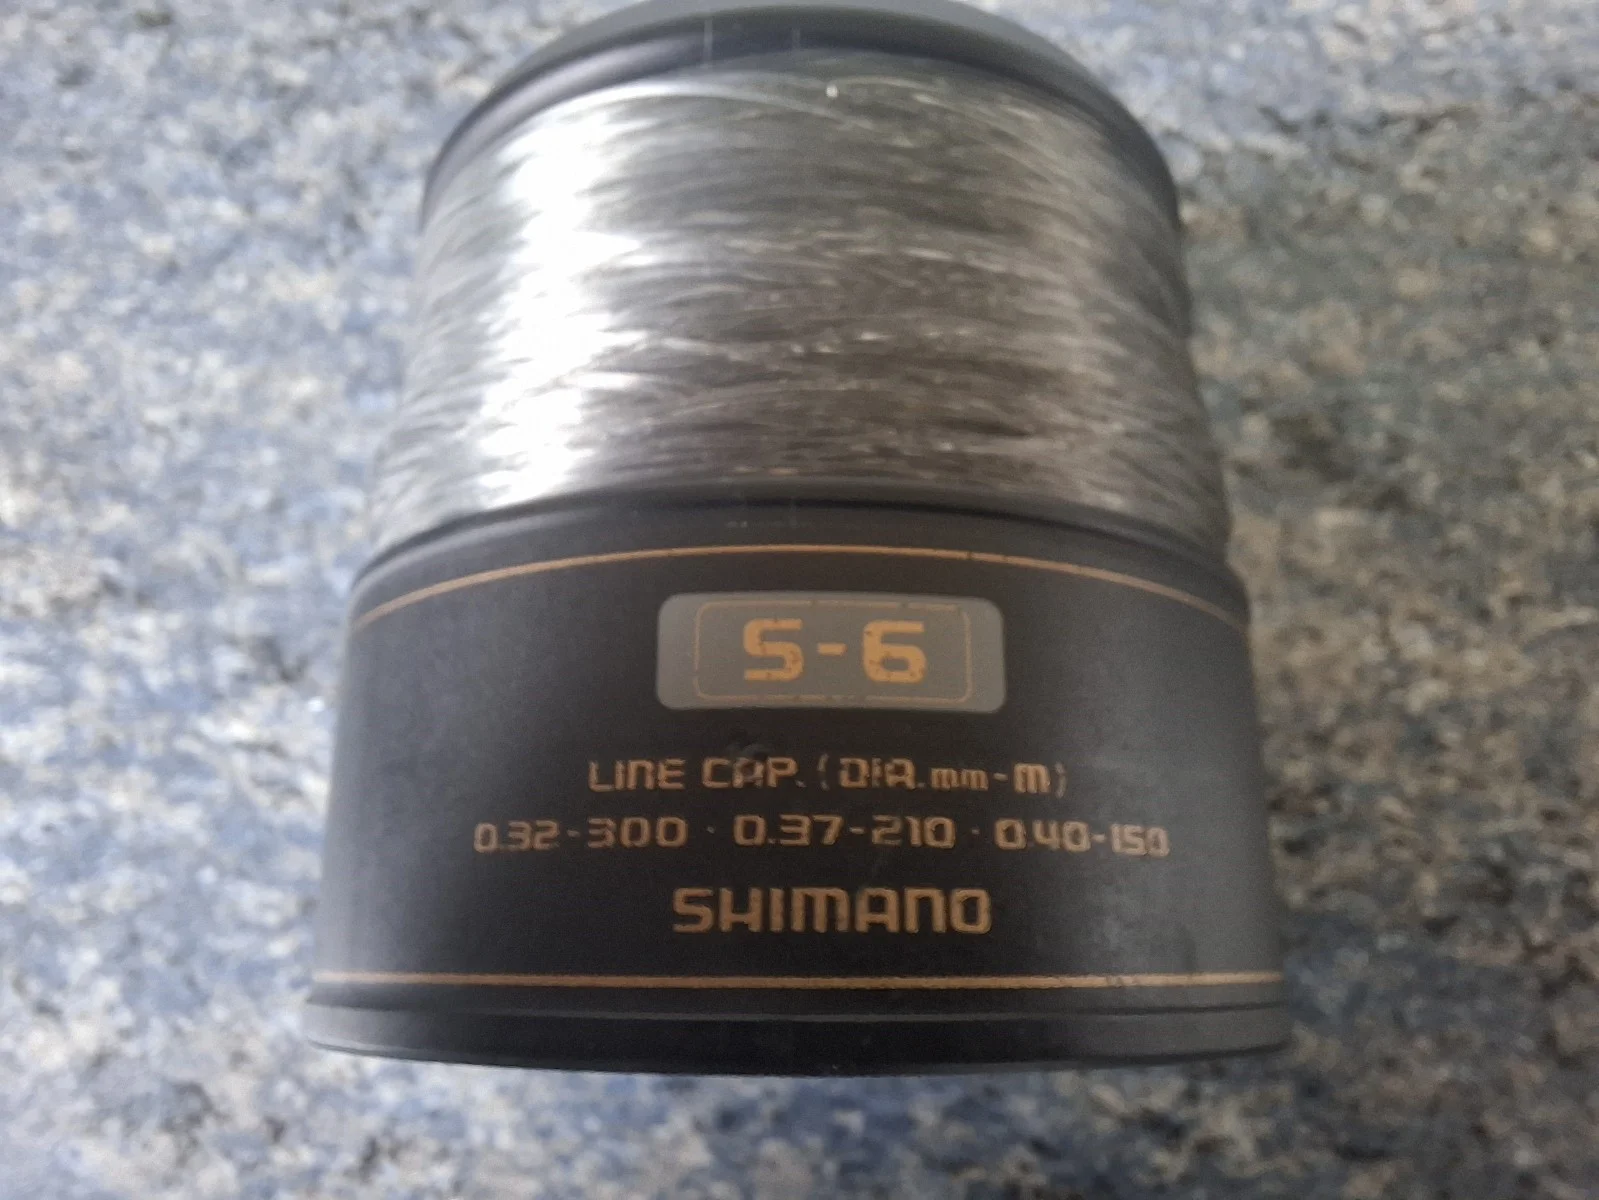 S-6
LINE CAP. (DIA.mm-M)
0.32-300 · 0.37-210 · 0.40-150
SHIMANO